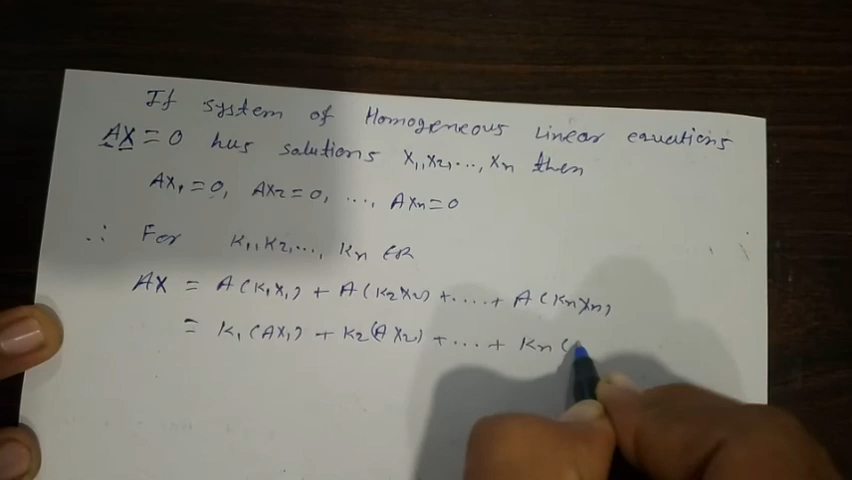 If system of Homogeneous Linear equations
AX = 0 has solutions X₁, X₂, ..., Xn then
AX₁ = 0, AX₂ = 0, ..., AXn = 0
∴ For K₁, K₂, ..., Kn ∈ R
AX = A(K₁X₁) + A(K₂X₂) + .... + A(KnXn)
= K₁(AX₁) + K₂(AX₂) + ... + Kn(